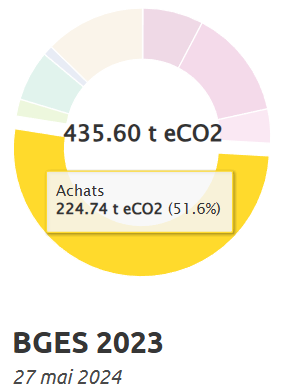 435.60 t eCO2
Achats
224.74 t eCO2 (51.6%)
BGES 2023
27 mai 2024